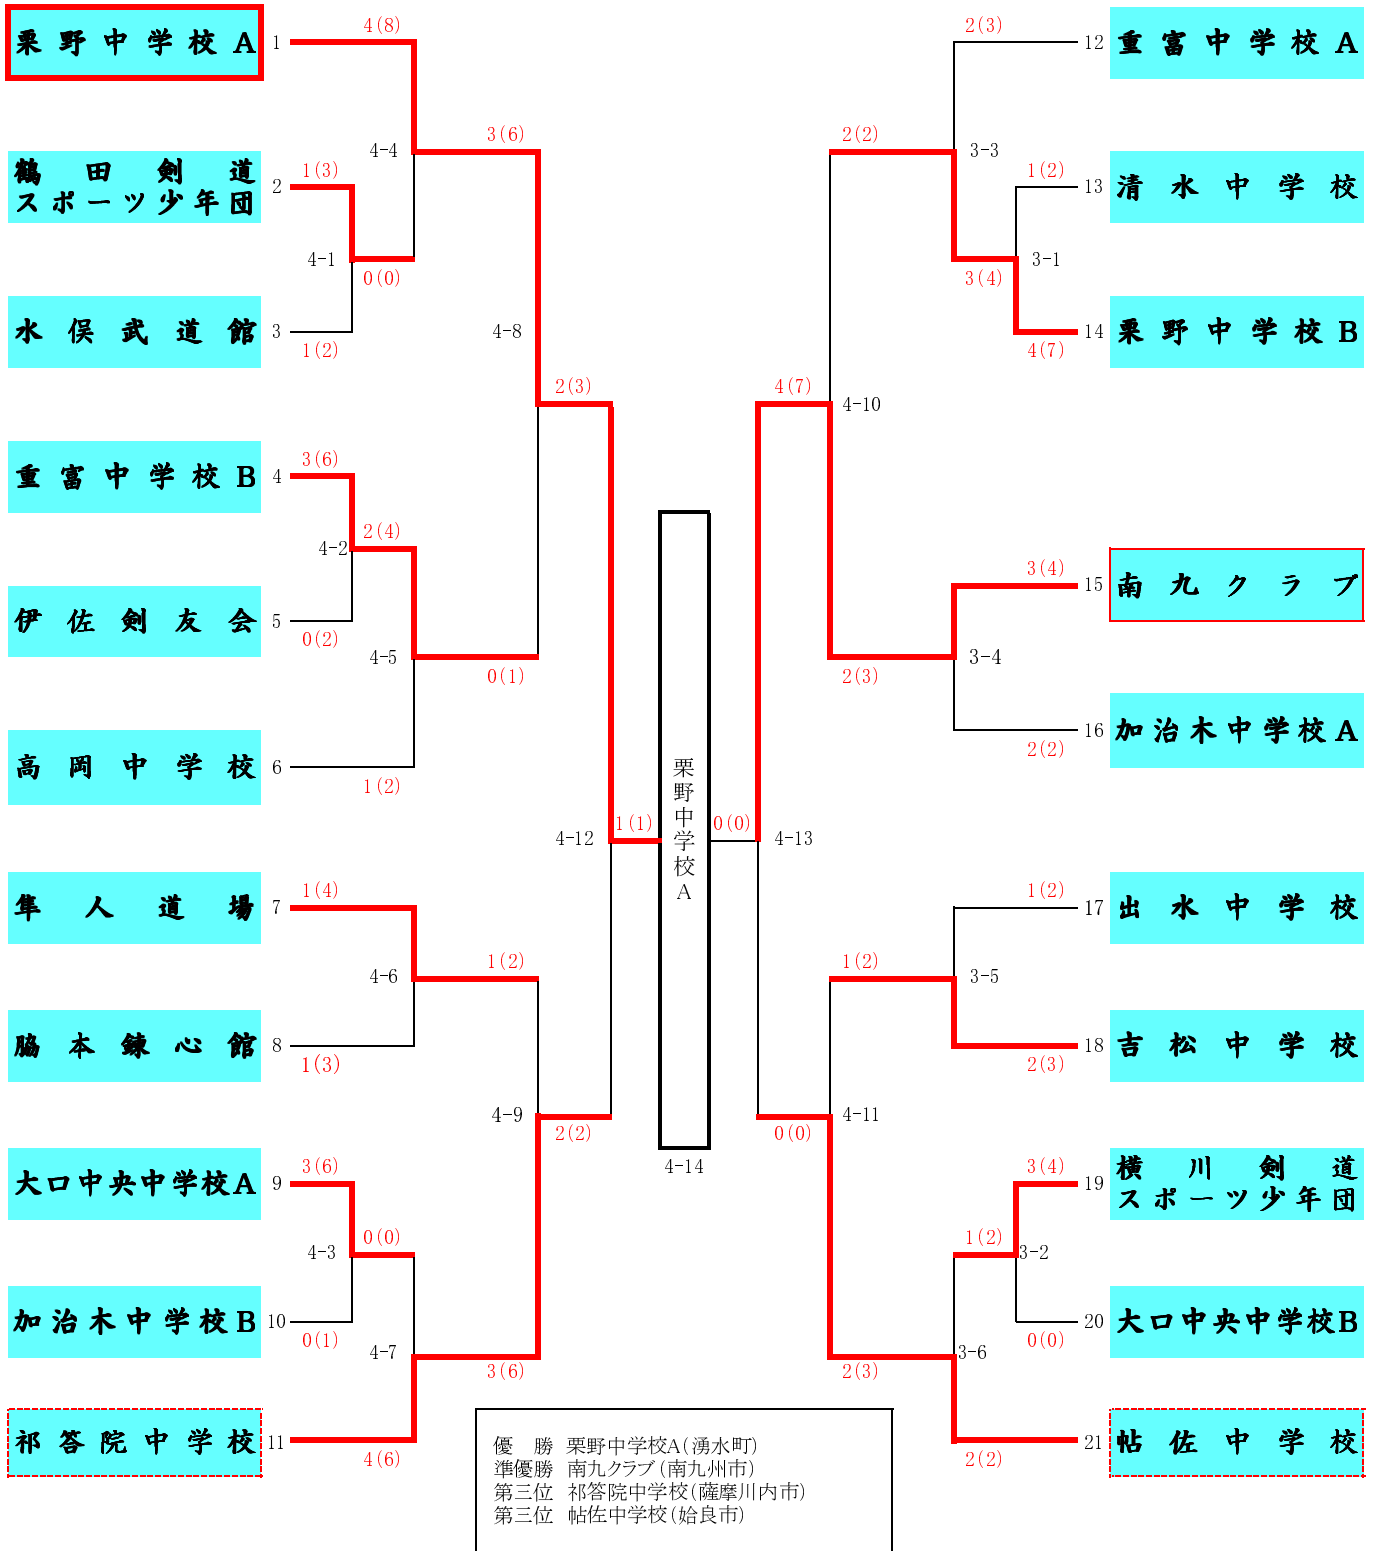 栗野中学校A
1
4(8)
鶴田剣道
スポーツ少年団
2
1(3)
水俣武道館
3
1(2)
4-1
0(0)
4-4
3(6)
重富中学校B
4
3(6)
伊佐剣友会
5
0(2)
4-2
2(4)
高岡中学校
6
1(2)
4-5
0(1)
4-8
2(3)
隼人道場
7
1(4)
脇本錬心館
8
1(3)
4-6
1(2)
大口中央中学校A
9
3(6)
加治木中学校B
10
0(1)
4-3
0(0)
祁答院中学校
11
4(6)
4-7
3(6)
4-9
2(2)
4-12
1(1)
栗野中学校A
4-14
0(0)
4-13
2(3)
12
重富中学校A
1(2)
13
清水中学校
4(7)
14
栗野中学校B
3-1
3(4)
3-3
2(2)
3(4)
15
南九クラブ
2(2)
16
加治木中学校A
3-4
2(3)
4-10
4(7)
1(2)
17
出水中学校
2(3)
18
吉松中学校
3-5
1(2)
3(4)
19
横川剣道
スポーツ少年団
0(0)
20
大口中央中学校B
3-2
1(2)
2(2)
21
帖佐中学校
3-6
2(3)
4-11
0(0)
優　勝 栗野中学校A(湧水町)
準優勝 南九クラブ(南九州市)
第三位 祁答院中学校(薩摩川内市)
第三位 帖佐中学校(姶良市)